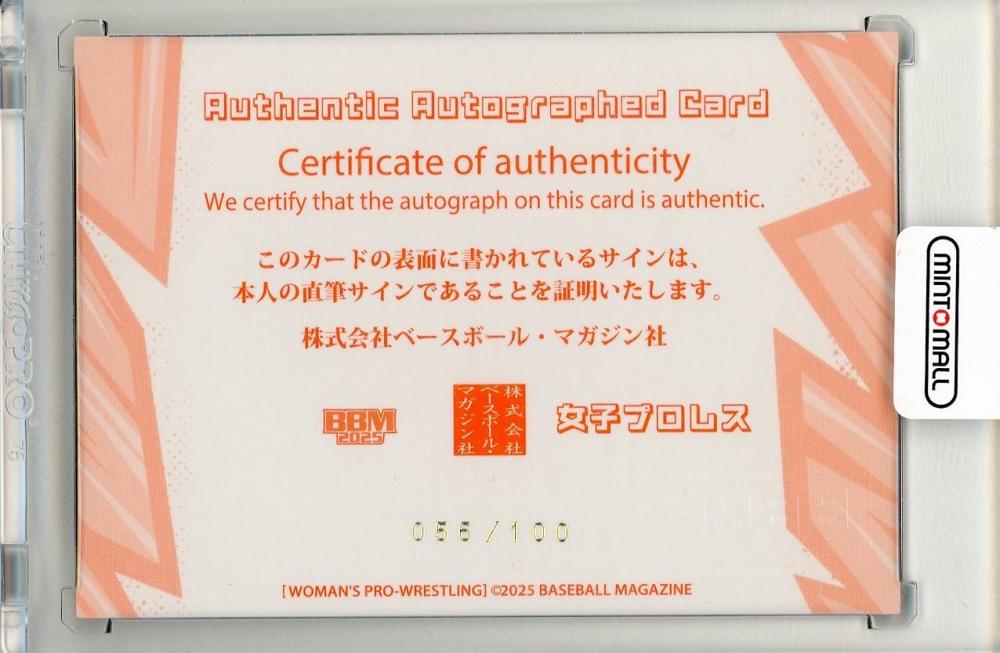 Authentic Autographed Card
Certificate of authenticity
We certify that the autograph on this card is authentic.
このカードの表面に書かれているサインは、
本人の直筆サインであることを証明いたします。
株式会社ベースボール・マガジン社
BBM
2025
株式会社
ベースボール・
マガジン社
女子プロレス
056/100
[WOMAN'S PRO-WRESTLING] ©2025 BASEBALL MAGAZINE
MINTOMALL
Ultra·PRO